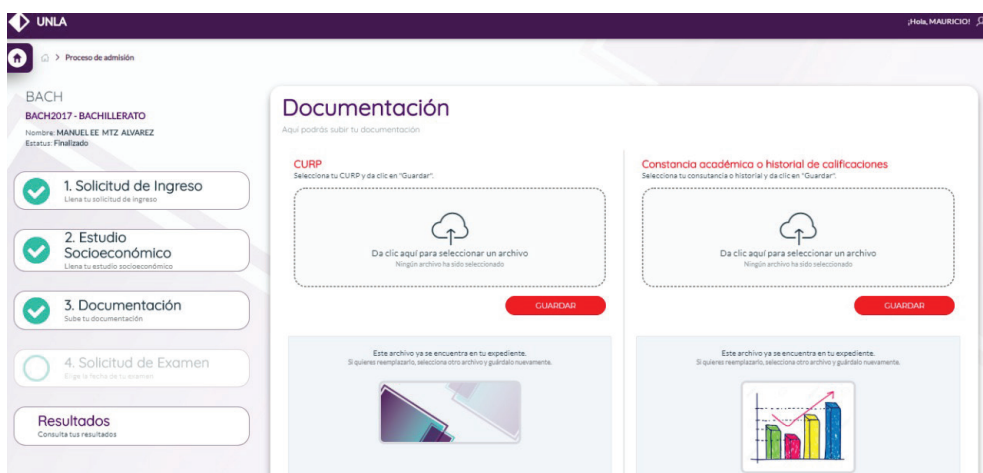 UNLA
¡Hola, MAURICIO!
Proceso de admisión
BACH
BACH2017 - BACHILLERATO
Nombre: MANUEL EE MTZ ALVAREZ
Estatus: Finalizado
1. Solicitud de Ingreso
Llena tu solicitud de ingreso
2. Estudio
Socioeconómico
Llena tu estudio socioeconómico
3. Documentación
Sube tu documentación
4. Solicitud de Examen
Elige la fecha de tu examen
Resultados
Consulta tus resultados
Documentación
Aquí podrás subir tu documentación
CURP
Selecciona tu CURP y da clic en "Guardar".
Da clic aquí para seleccionar un archivo
Ningún archivo ha sido seleccionado
GUARDAR
Este archivo ya se encuentra en tu expediente.
Si quieres reemplazarlo, selecciona otro archivo y guárdalo nuevamente.
Constancia académica o historial de calificaciones
Selecciona tu consutancia o historial y da clic en "Guardar".
Da clic aquí para seleccionar un archivo
Ningún archivo ha sido seleccionado
GUARDAR
Este archivo ya se encuentra en tu expediente.
Si quieres reemplazarlo, selecciona otro archivo y guárdalo nuevamente.